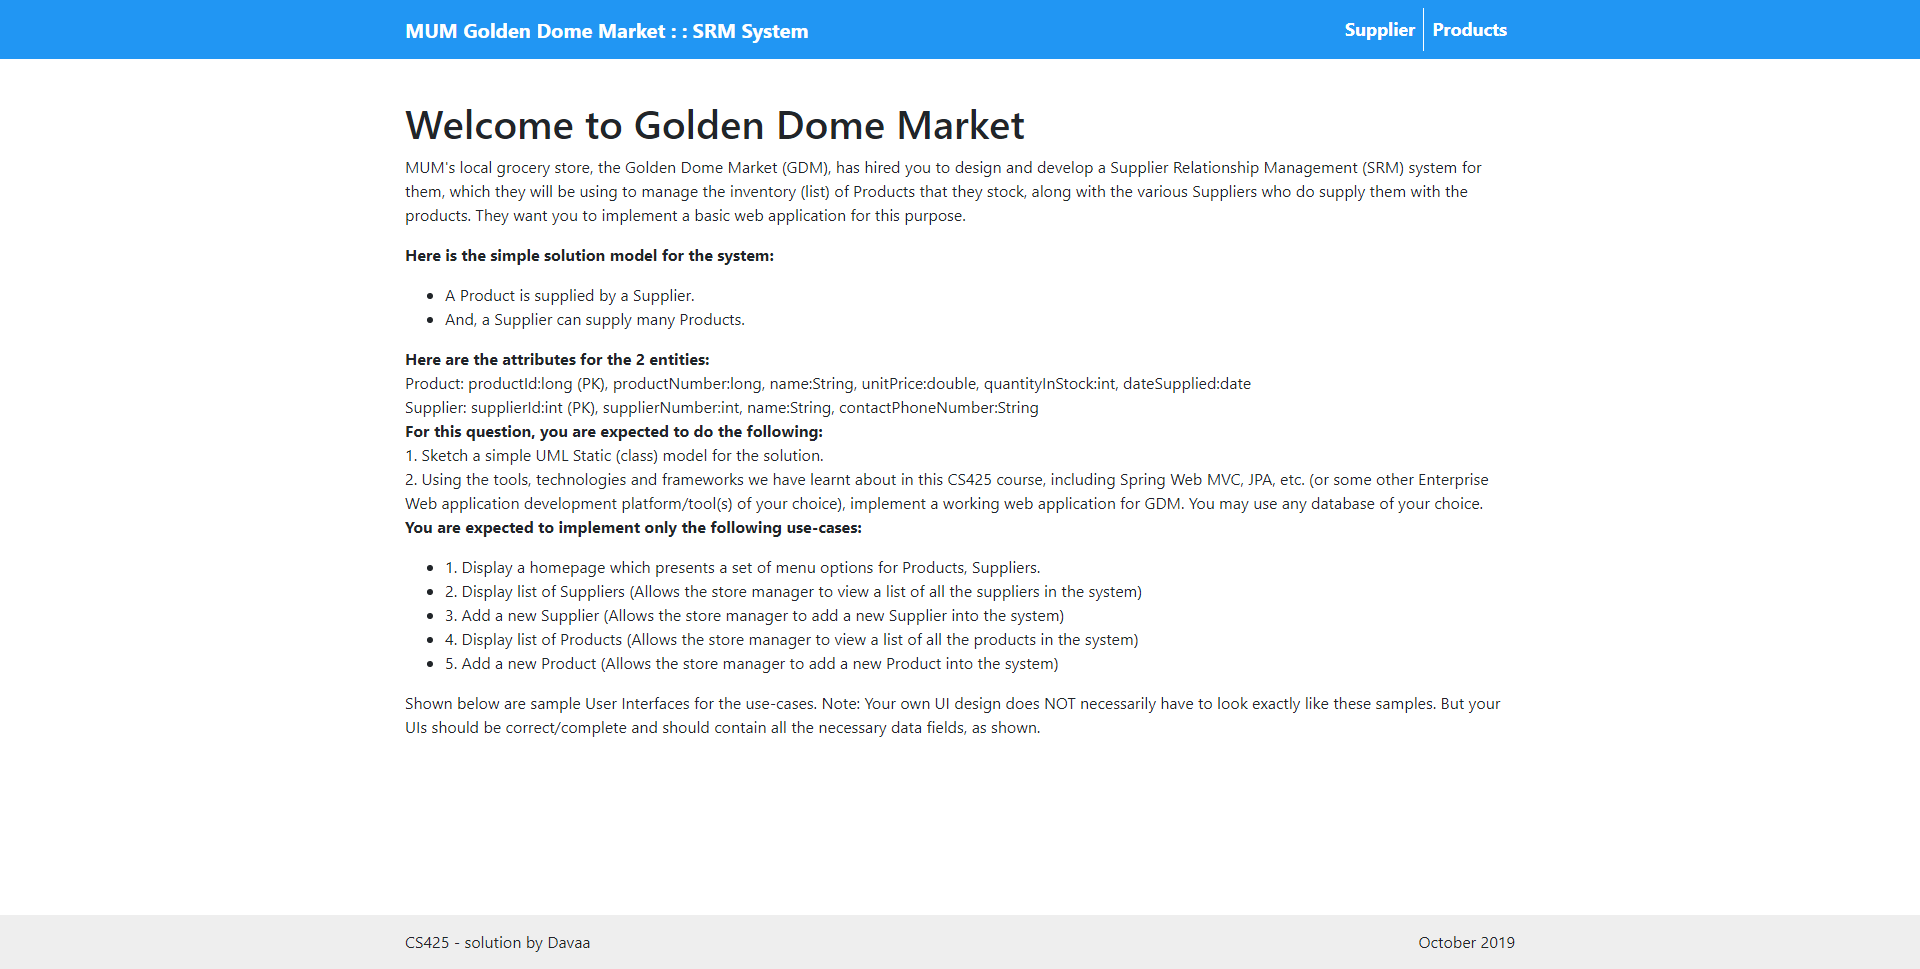 MUM Golden Dome Market : : SRM System
Supplier
Products
Welcome to Golden Dome Market
MUM's local grocery store, the Golden Dome Market (GDM), has hired you to design and develop a Supplier Relationship Management (SRM) system for
them, which they will be using to manage the inventory (list) of Products that they stock, along with the various Suppliers who do supply them with the
products. They want you to implement a basic web application for this purpose.
Here is the simple solution model for the system:
• A Product is supplied by a Supplier.
• And, a Supplier can supply many Products.
Here are the attributes for the 2 entities:
Product: productId:long (PK), productNumber:long, name:String, unitPrice:double, quantityInStock:int, dateSupplied:date
Supplier: supplierId:int (PK), supplierNumber:int, name:String, contactPhoneNumber:String
For this question, you are expected to do the following:
1. Sketch a simple UML Static (class) model for the solution.
2. Using the tools, technologies and frameworks we have learnt about in this CS425 course, including Spring Web MVC, JPA, etc. (or some other Enterprise
Web application development platform/tool(s) of your choice), implement a working web application for GDM. You may use any database of your choice.
You are expected to implement only the following use-cases:
• 1. Display a homepage which presents a set of menu options for Products, Suppliers.
• 2. Display list of Suppliers (Allows the store manager to view a list of all the suppliers in the system)
• 3. Add a new Supplier (Allows the store manager to add a new Supplier into the system)
• 4. Display list of Products (Allows the store manager to view a list of all the products in the system)
• 5. Add a new Product (Allows the store manager to add a new Product into the system)
Shown below are sample User Interfaces for the use-cases. Note: Your own UI design does NOT necessarily have to look exactly like these samples. But your
UIs should be correct/complete and should contain all the necessary data fields, as shown.
CS425 - solution by Davaa
October 2019